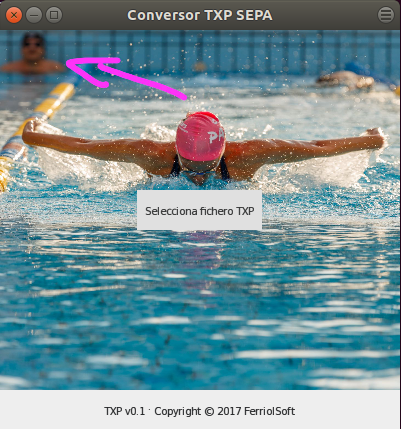 Conversor TXP SEPA
Selecciona fichero TXP
TXP v0.1 · Copyright © 2017 FerriolSoft